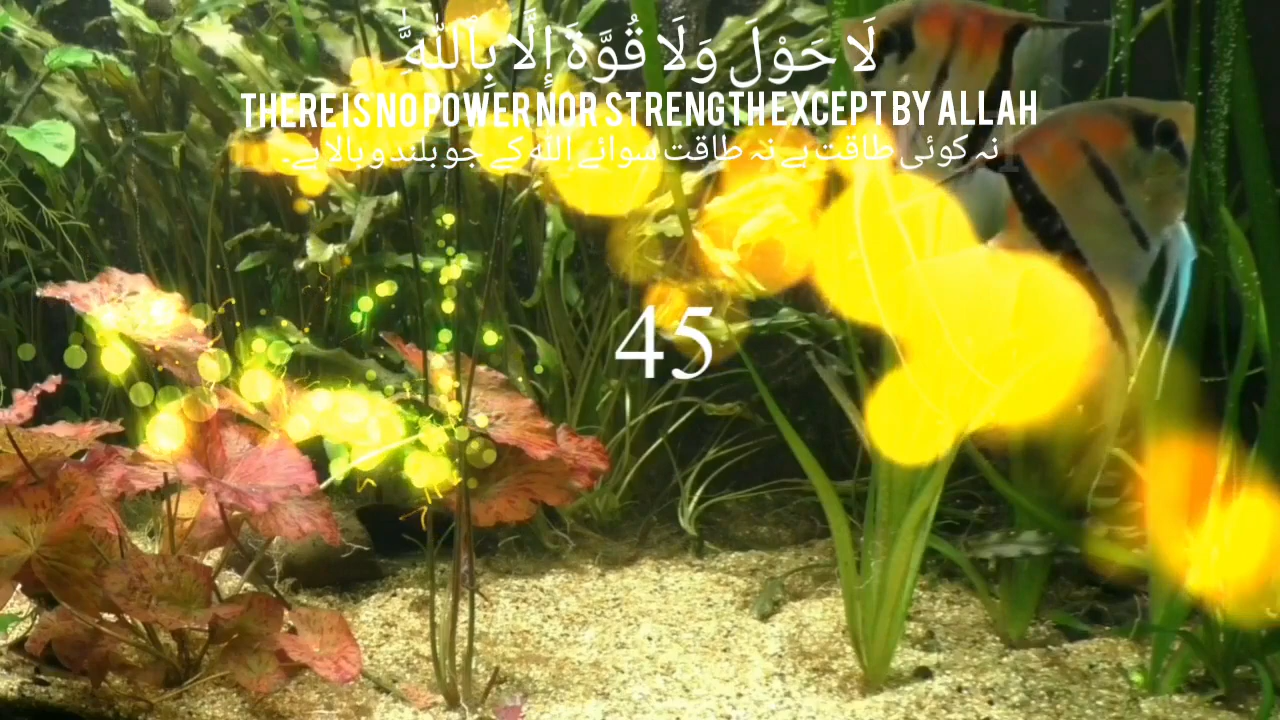 لَا حَوْلَ وَلَا قُوَّةَ إِلَّا بِٱللَّٰهِ
THERE IS NO POWER NOR STRENGTH EXCEPT BY ALLAH
نہ کوئی طاقت ہے نہ طاقت سوائے اللہ کے جو بلند و بالا ہے۔
45